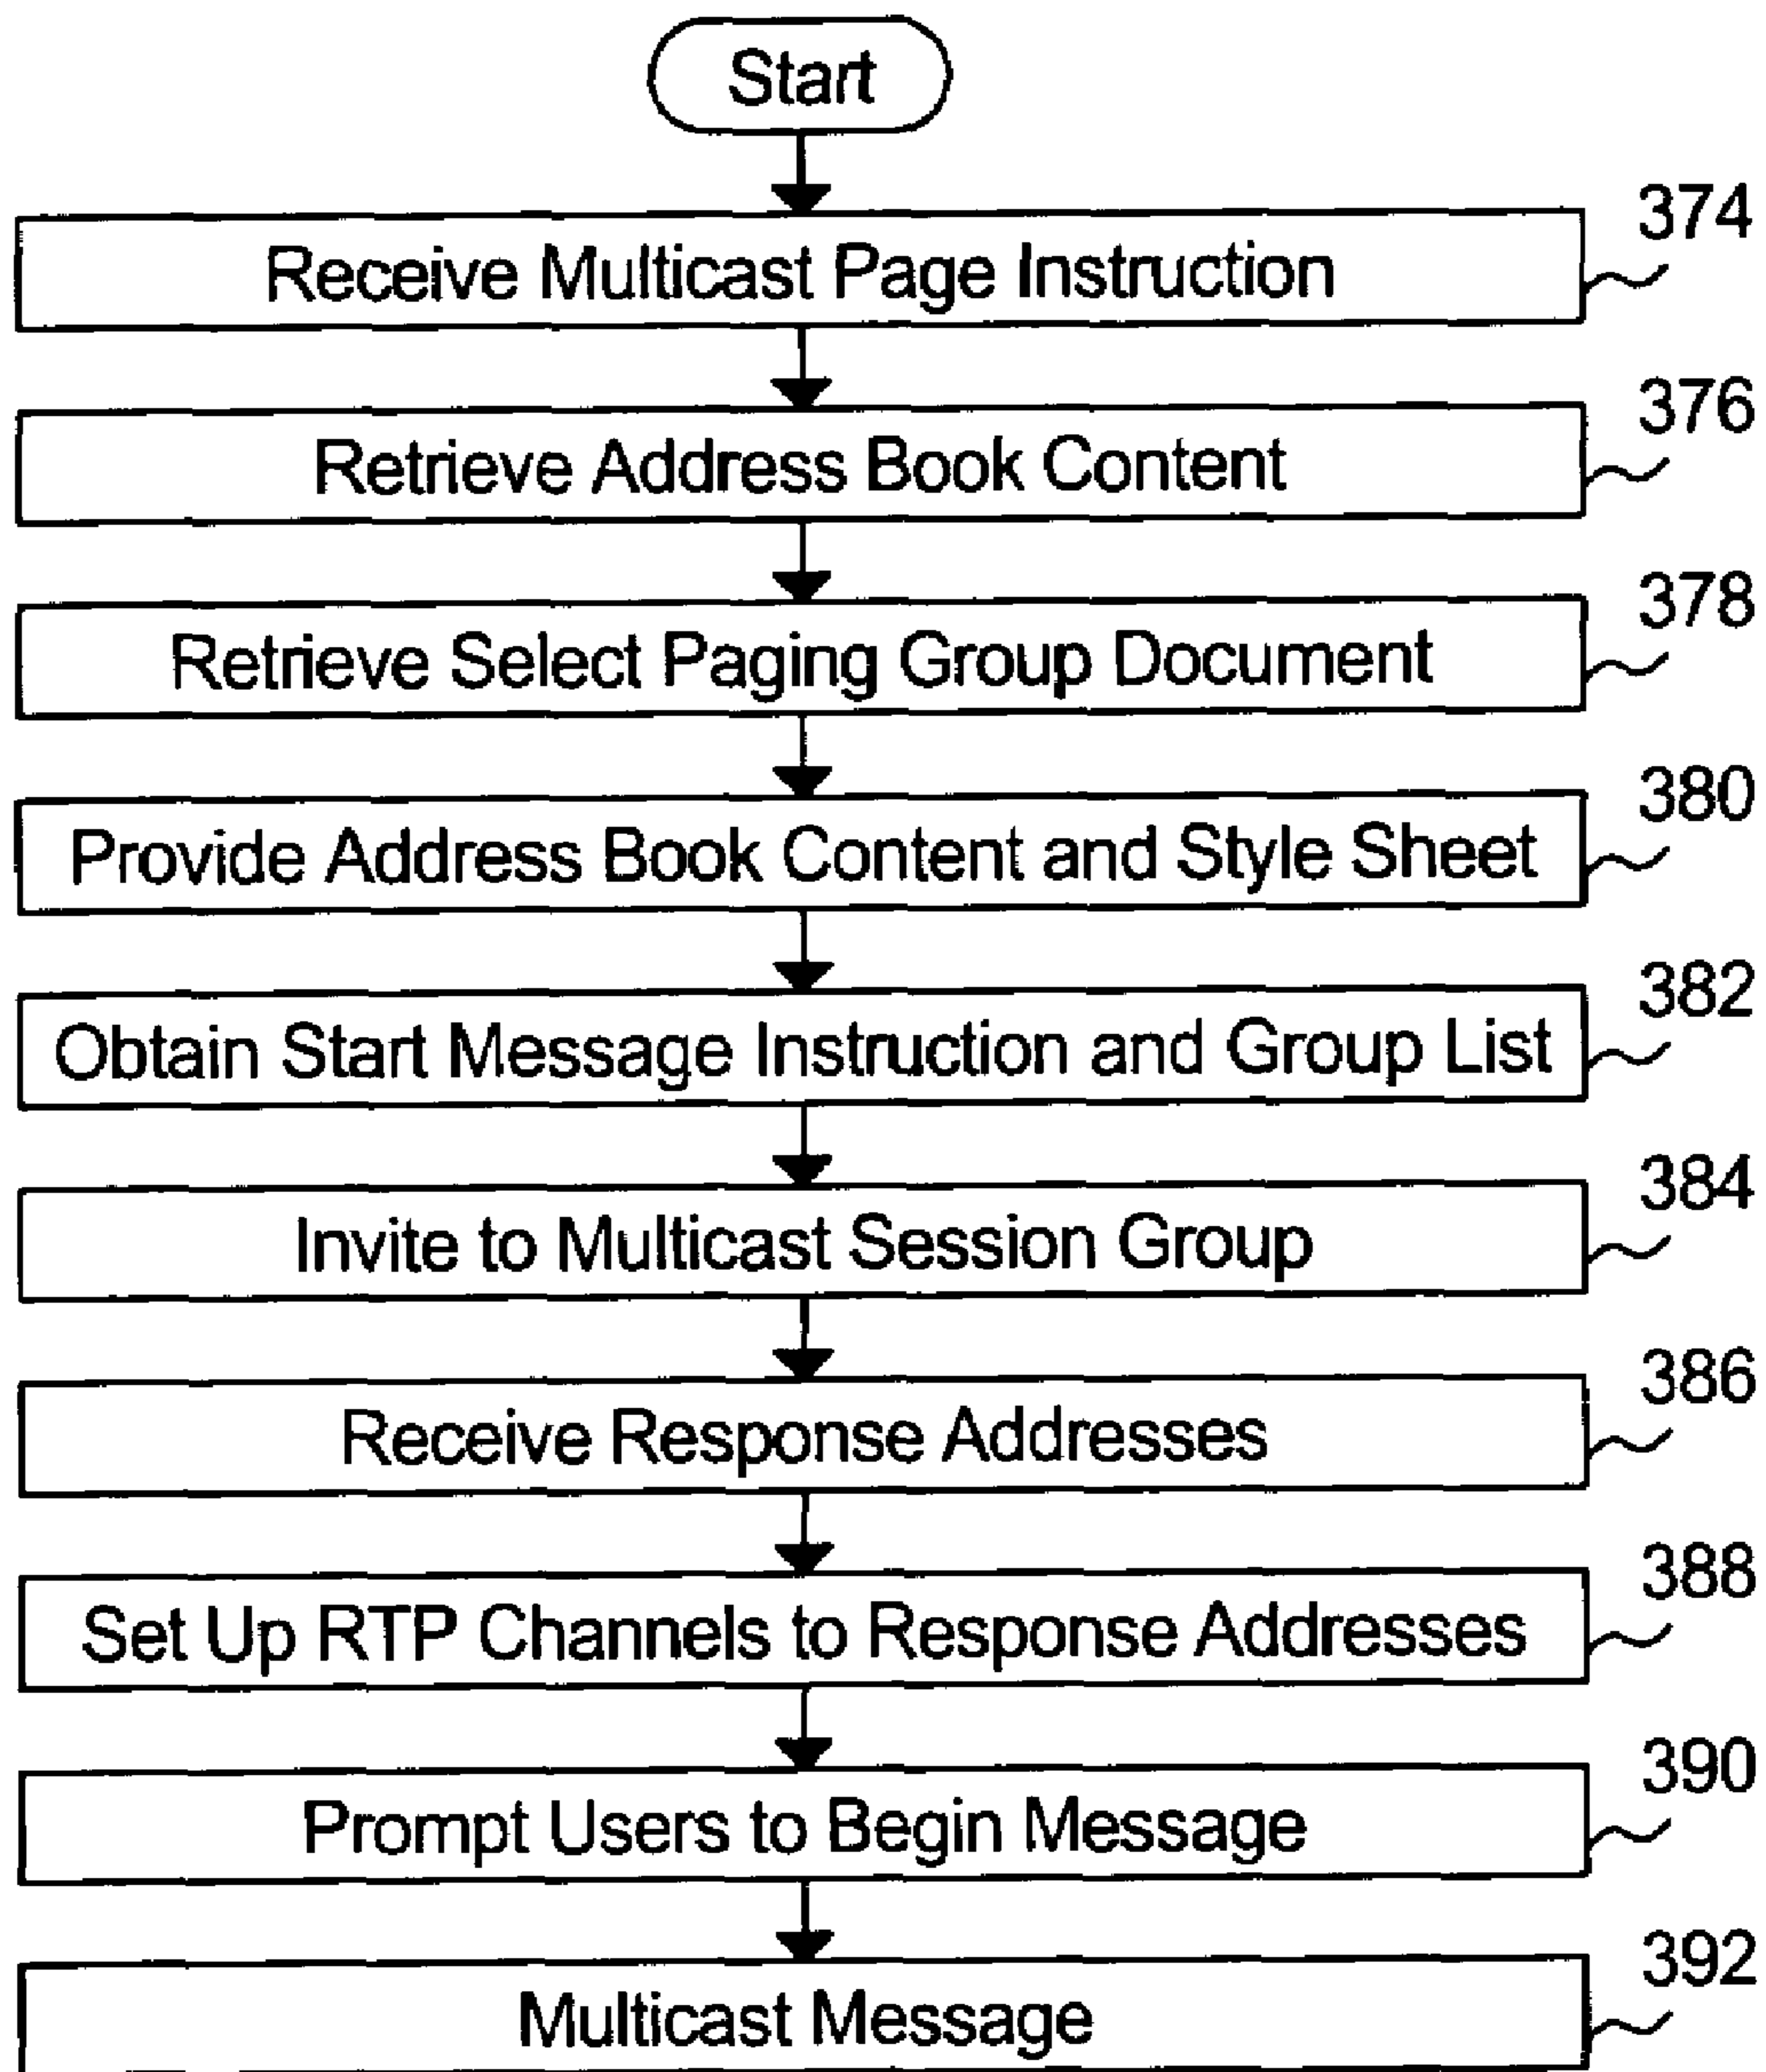 Start
374
Receive Multicast Page Instruction
376
Retrieve Address Book Content
378
Retrieve Select Paging Group Document
380
Provide Address Book Content and Style Sheet
382
Obtain Start Message Instruction and Group List
384
Invite to Multicast Session Group
386
Receive Response Addresses
388
Set Up RTP Channels to Response Addresses
390
Prompt Users to Begin Message
392
Multicast Message